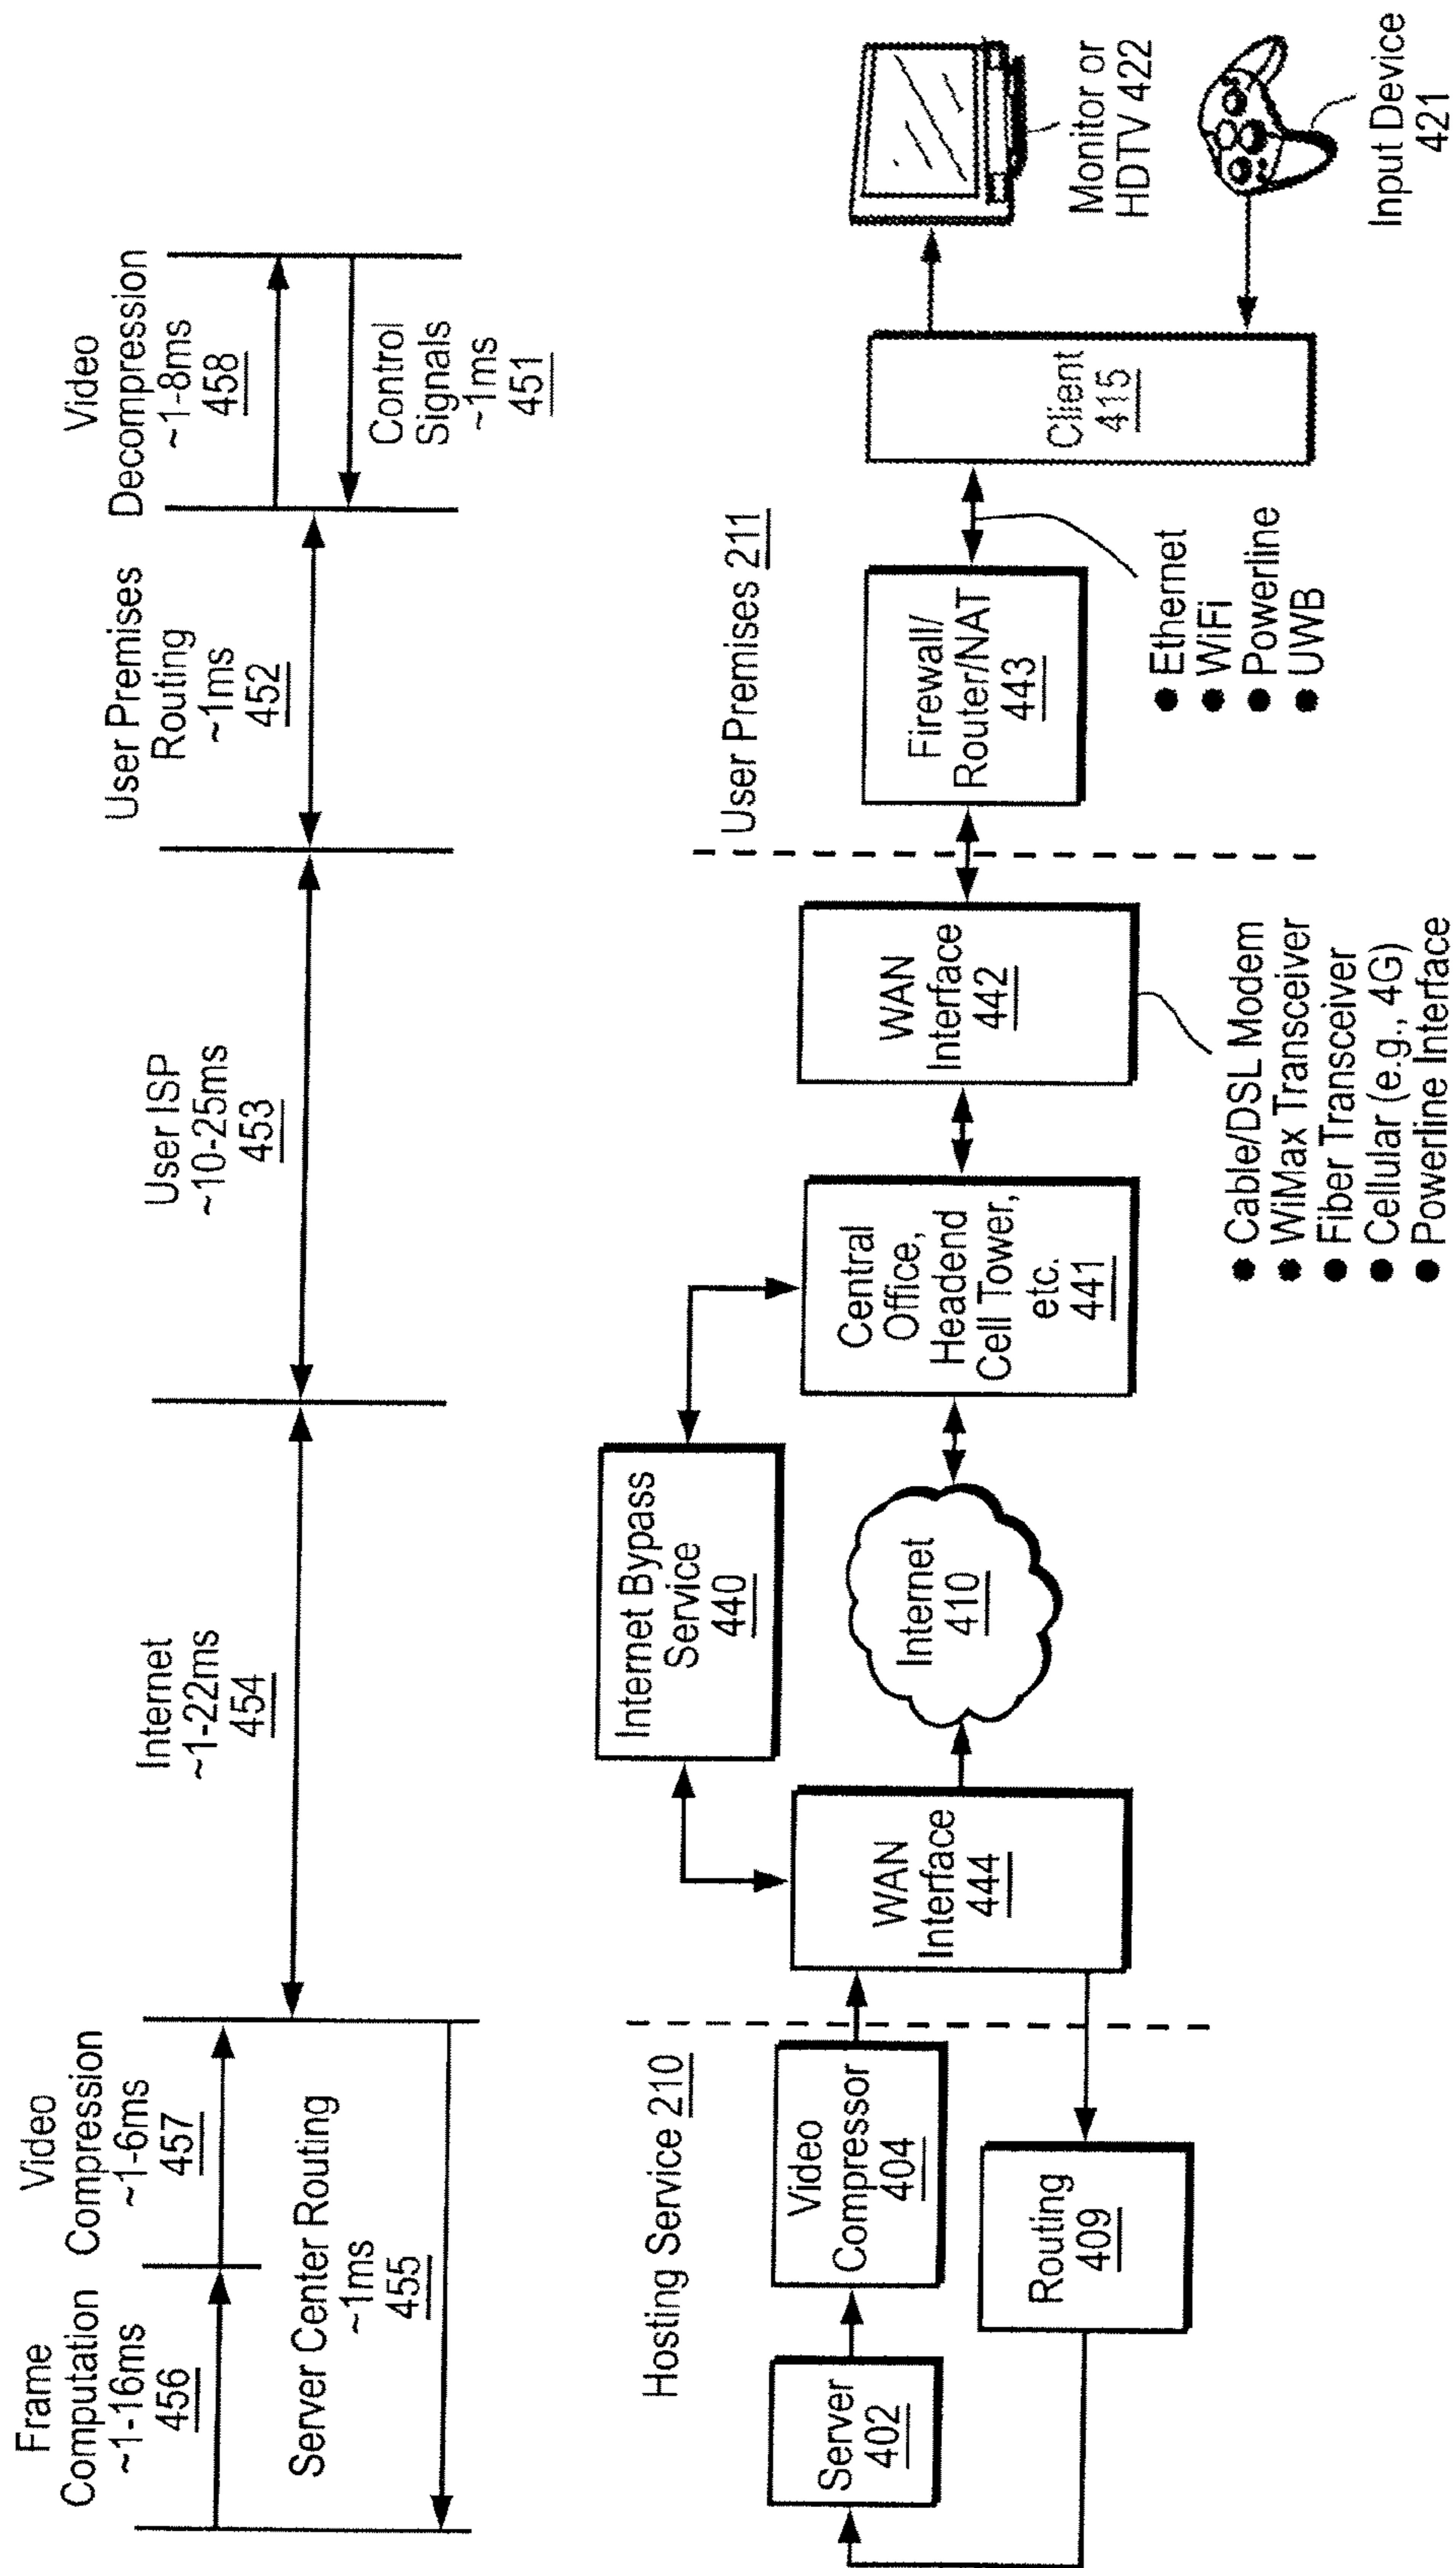 Frame
Computation
~1-16ms
456
Video
Compression
~1-6ms
457
Server Center Routing
~1ms
455
Internet
~1-22ms
454
User ISP
~10-25ms
453
User Premises
Routing
~1ms
452
Video
Decompression
~1-8ms
458
Control
Signals
~1ms
451
Hosting Service 210
Server
402
Video
Compressor
404
Routing
409
WAN
Interface
444
Internet Bypass
Service
440
Internet
410
Central
Office,
Headend
Cell Tower,
etc.
441
WAN
Interface
442
● Cable/DSL Modem
● WiMax Transceiver
● Fiber Transceiver
● Cellular (e.g., 4G)
● Powerline Interface
User Premises 211
Firewall/
Router/NAT
443
● Ethernet
● WiFi
● Powerline
● UWB
Client
415
Monitor or
HDTV 422
Input Device
421